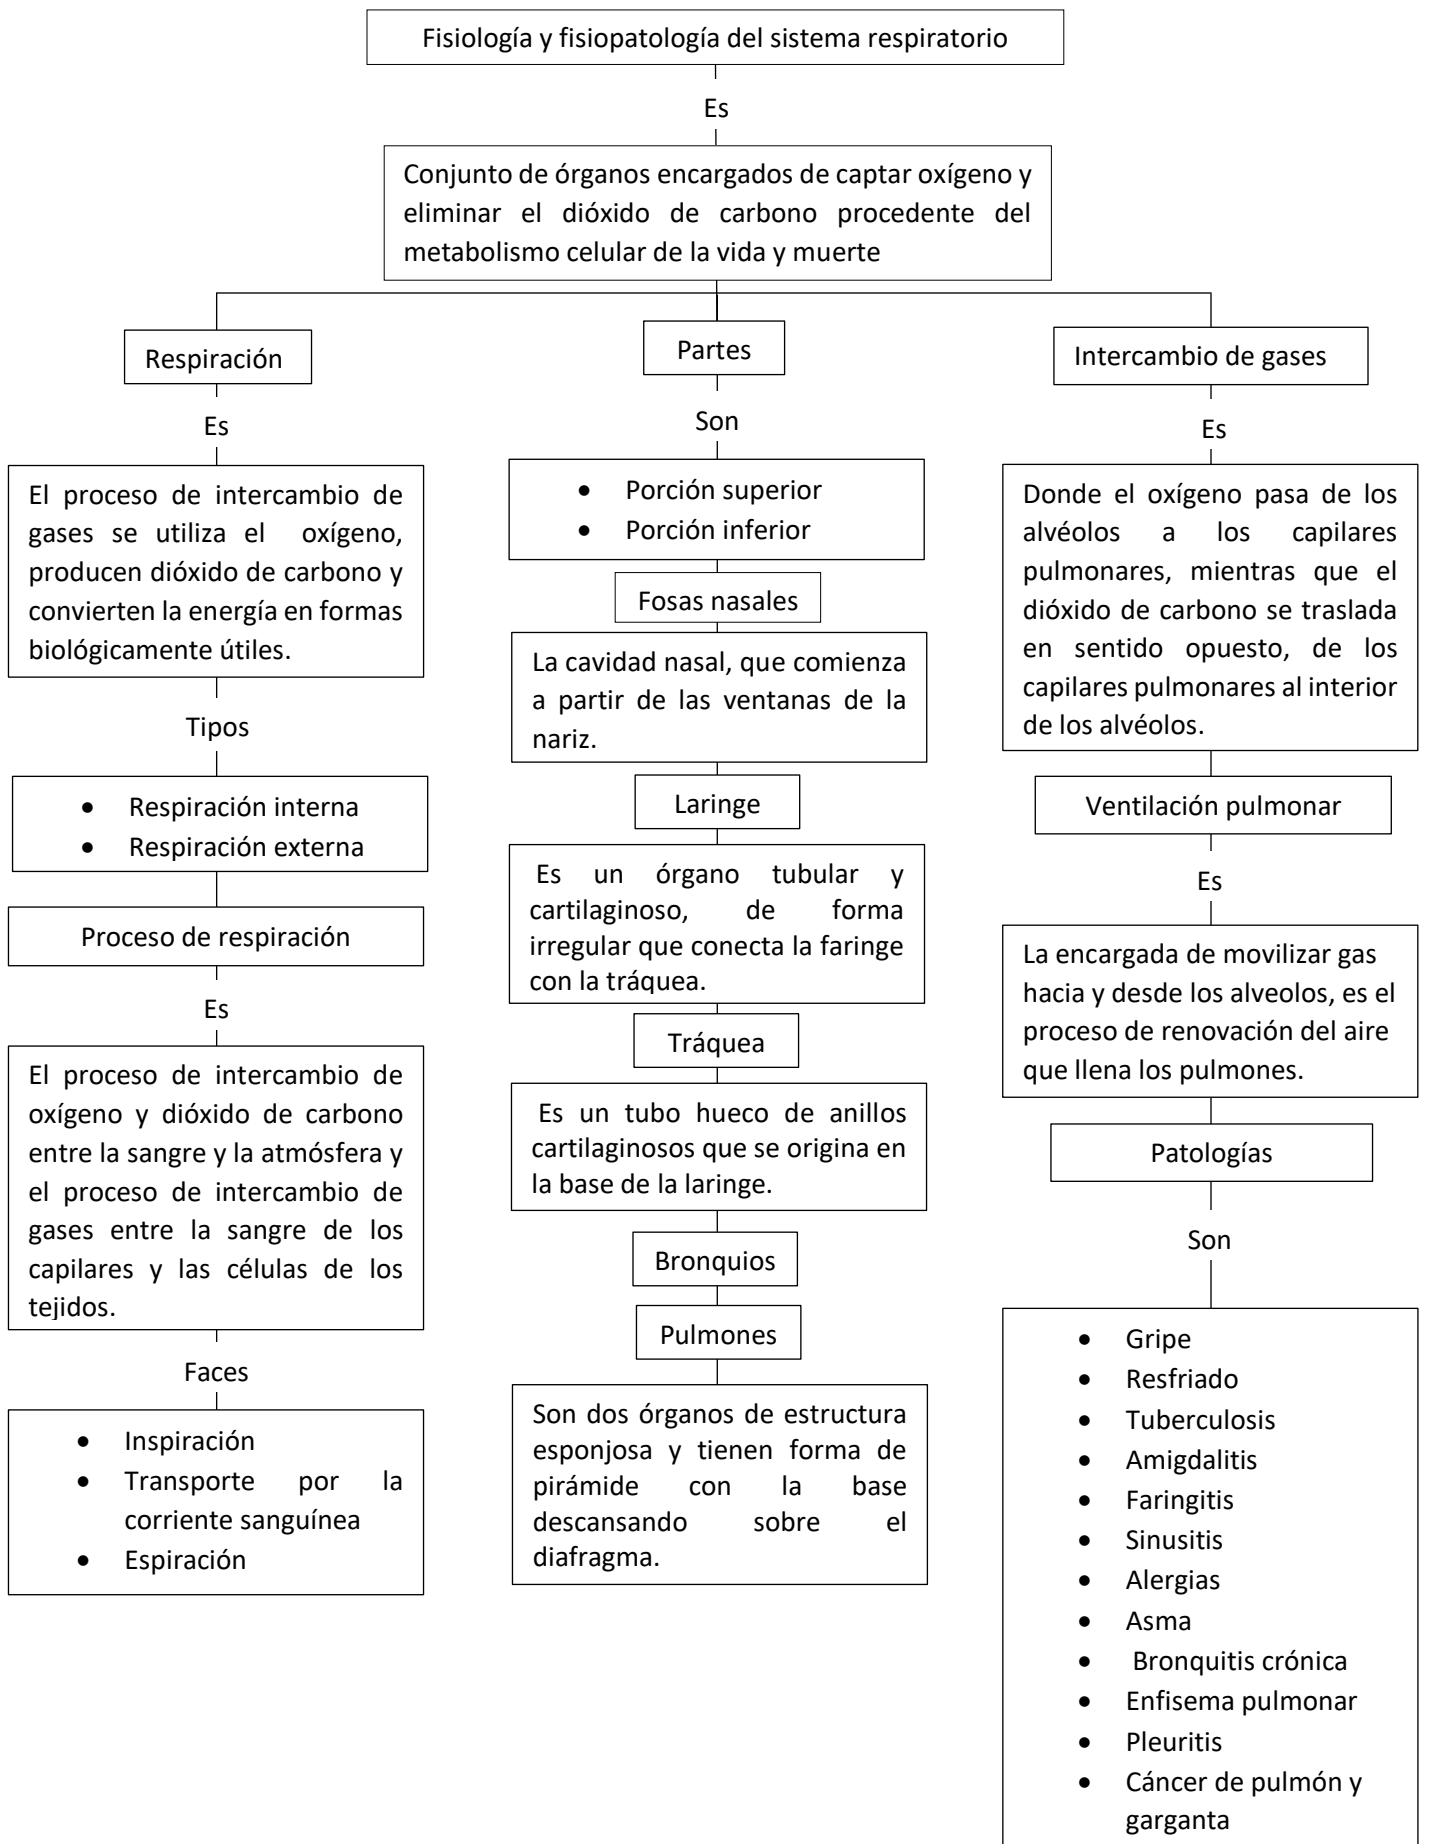 Fisiología y fisiopatología del sistema respiratorio
Es
Conjunto de órganos encargados de captar oxígeno y
eliminar el dióxido de carbono procedente del
metabolismo celular de la vida y muerte
Respiración
Es
El proceso de intercambio de
gases se utiliza el oxígeno,
producen dióxido de carbono y
convierten la energía en formas
biológicamente útiles.
Tipos
• Respiración interna
• Respiración externa
Proceso de respiración
Es
El proceso de intercambio de
oxígeno y dióxido de carbono
entre la sangre y la atmósfera y
el proceso de intercambio de
gases entre la sangre de los
capilares y las células de los
tejidos.
Faces
• Inspiración
• Transporte por la
corriente sanguínea
• Espiración
Partes
Son
• Porción superior
• Porción inferior
Fosas nasales
La cavidad nasal, que comienza
a partir de las ventanas de la
nariz.
Laringe
Es un órgano tubular y
cartilaginoso, de forma
irregular que conecta la faringe
con la tráquea.
Tráquea
Es un tubo hueco de anillos
cartilaginosos que se origina en
la base de la laringe.
Bronquios
Pulmones
Son dos órganos de estructura
esponjosa y tienen forma de
pirámide con la base
descansando sobre el
diafragma.
Intercambio de gases
Es
Donde el oxígeno pasa de los
alvéolos a los capilares
pulmonares, mientras que el
dióxido de carbono se traslada
en sentido opuesto, de los
capilares pulmonares al interior
de los alvéolos.
Ventilación pulmonar
Es
La encargada de movilizar gas
hacia y desde los alveolos, es el
proceso de renovación del aire
que llena los pulmones.
Patologías
Son
• Gripe
• Resfriado
• Tuberculosis
• Amigdalitis
• Faringitis
• Sinusitis
• Alergias
• Asma
• Bronquitis crónica
• Enfisema pulmonar
• Pleuritis
• Cáncer de pulmón y
garganta